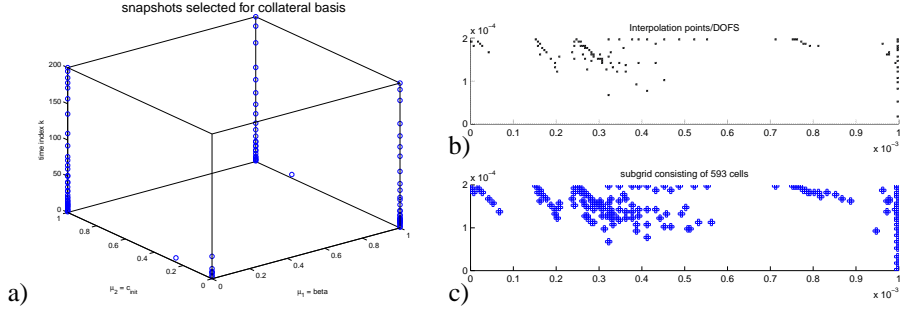 snapshots selected for collateral basis
200
150
100
50
0
time index k
1
0.8
0.6
0.4
0.2
0
μ2 = c_init
0
0.2
0.4
0.6
0.8
1
μ1 = beta
a)
Interpolation points/DOFS
2 x 10^-4
1
0
0 0.1 0.2 0.3 0.4 0.5 0.6 0.7 0.8 0.9 1
x 10^-3
b)
subgrid consisting of 593 cells
2 x 10^-4
1
0
0 0.1 0.2 0.3 0.4 0.5 0.6 0.7 0.8 0.9 1
x 10^-3
c)